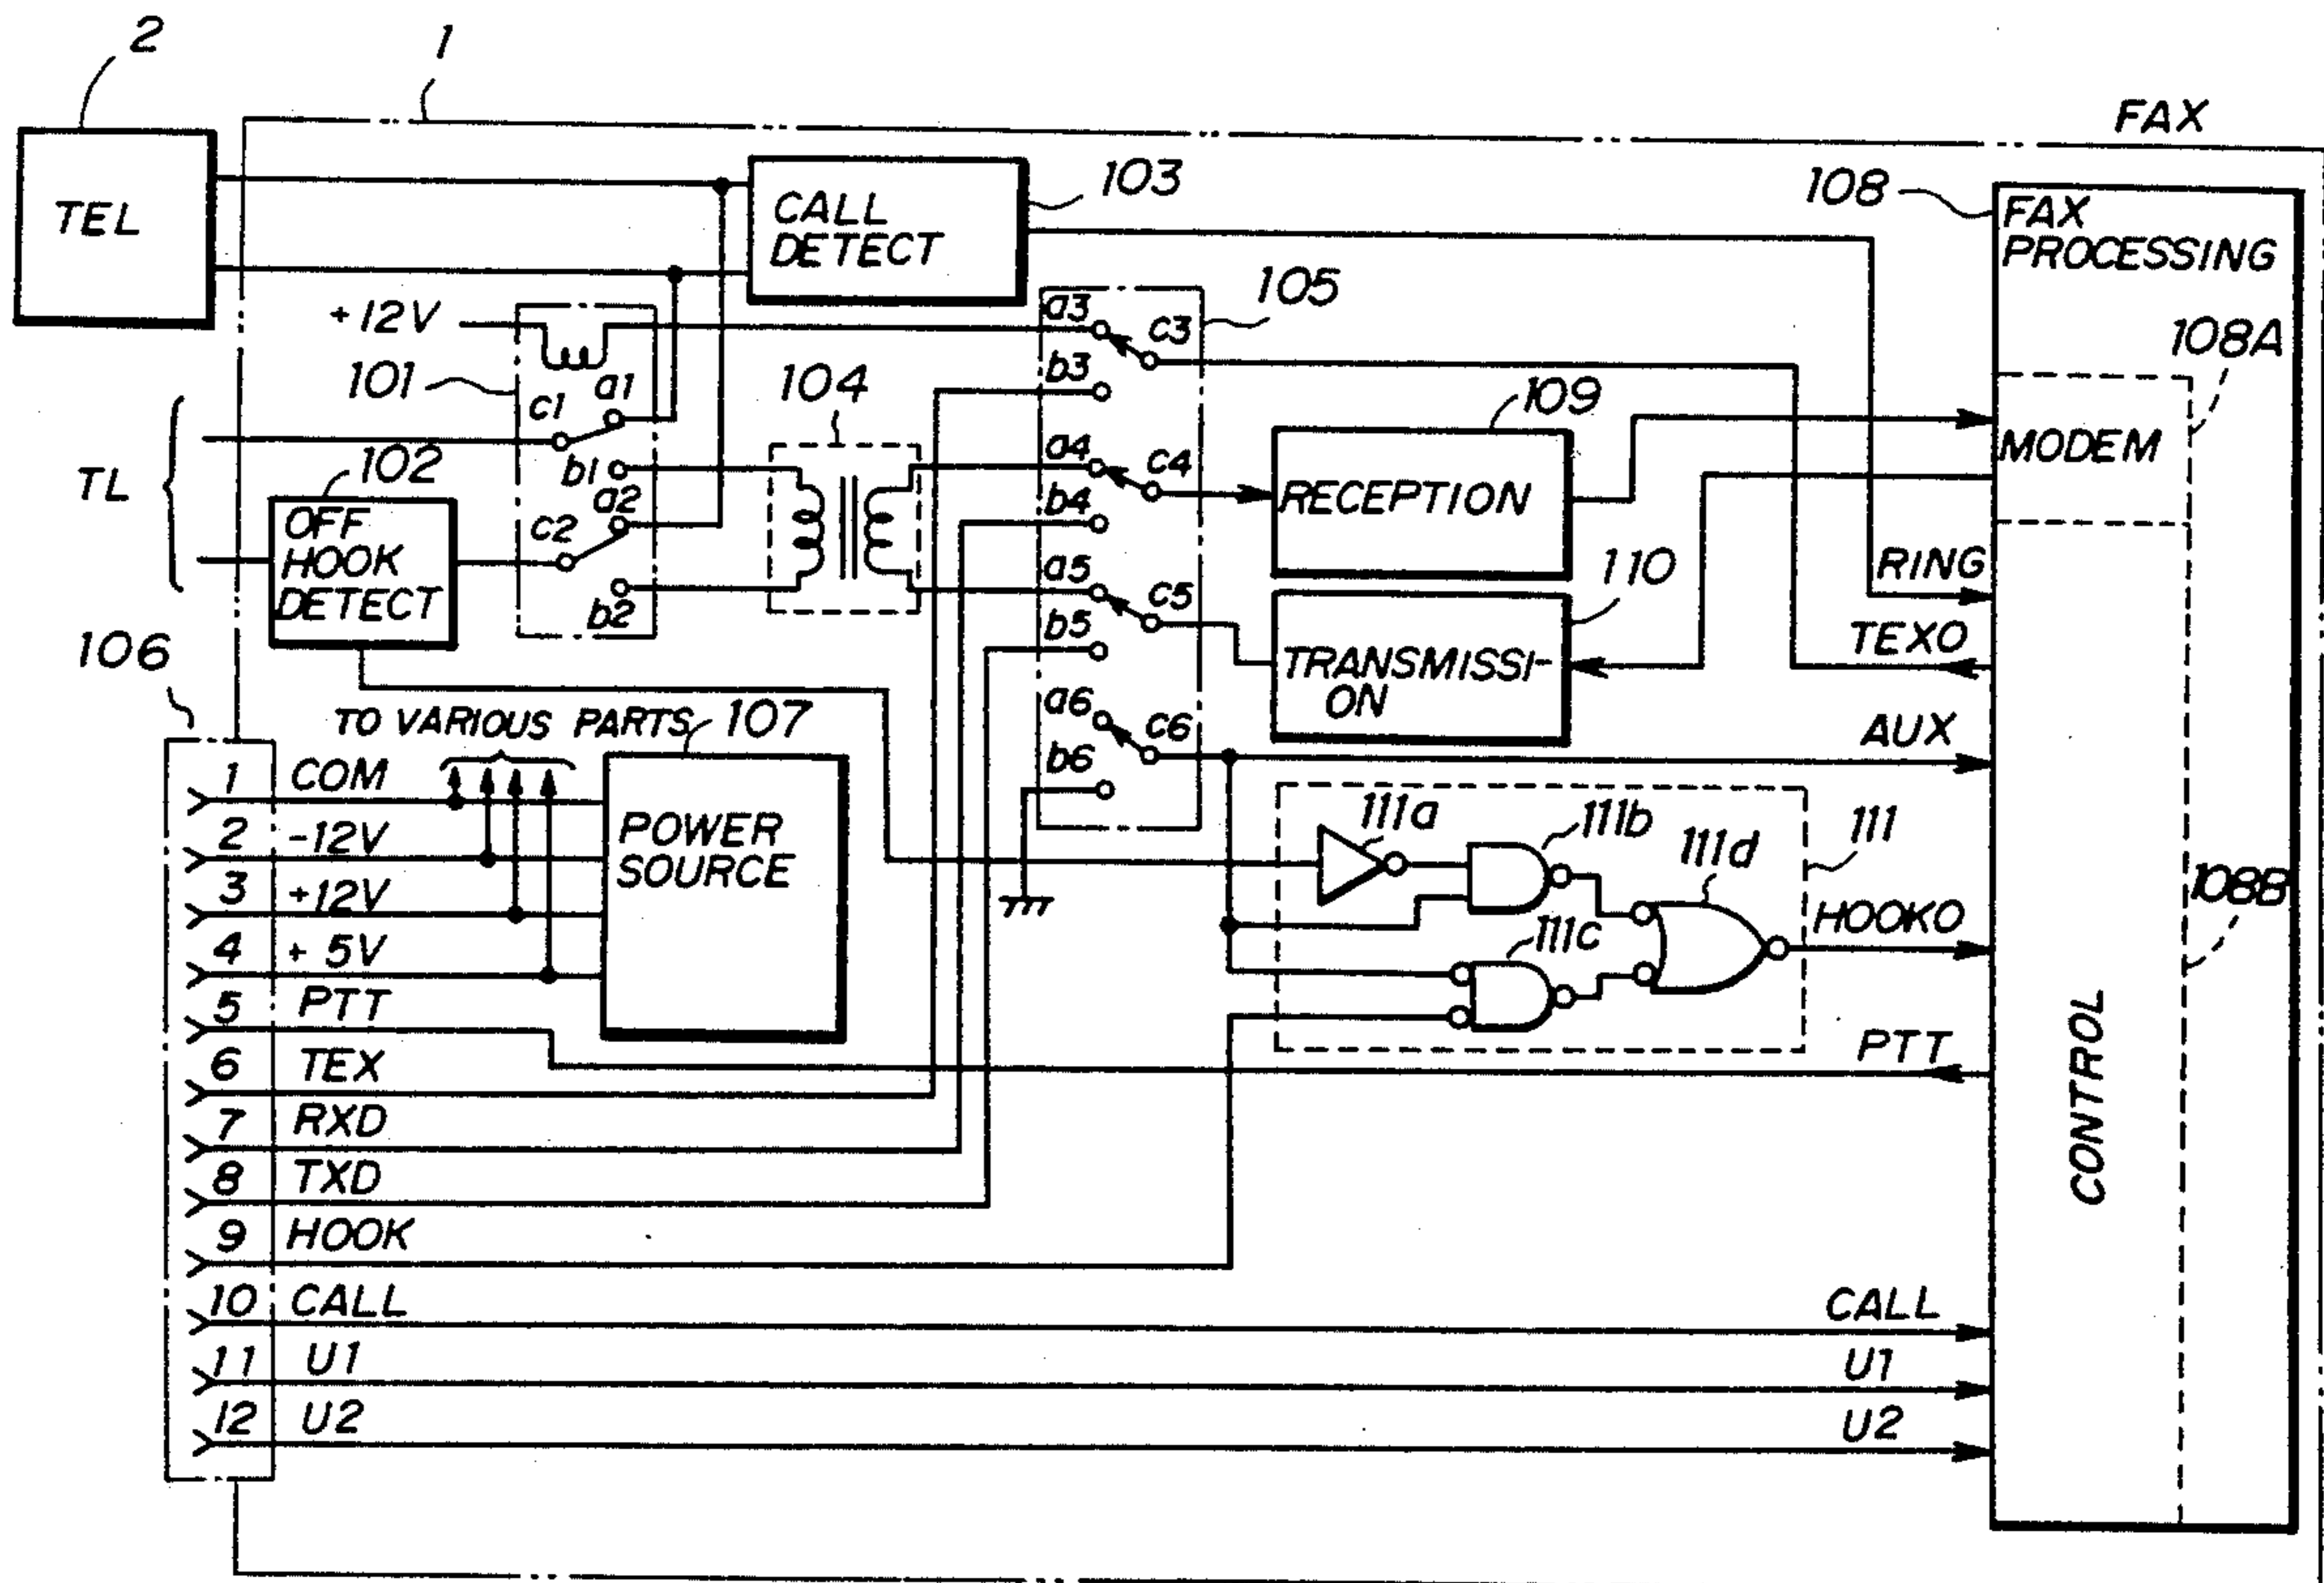 2
1
FAX
TEL
CALL
DETECT
103
108
FAX
PROCESSING
+12V
105
a3
c3
b3
108A
101
a1
c1
104
109
TL
102
b1
a2
a4
c4
b4
RECEPTION
MODEM
OFF
HOOK
DETECT
c2
b2
a5
c5
b5
110
RING
TRANSMISSI-
ON
TEXO
106
TO VARIOUS PARTS
107
a6
c6
b6
AUX
1 COM
2 -12V
3 +12V
4 + 5V
5 PTT
6 TEX
7 RXD
8 TXD
9 HOOK
10 CALL
11 U1
12 U2
POWER
SOURCE
111a
111b
111d
111
111c
108B
HOOKO
PTT
CONTROL
CALL
U1
U2